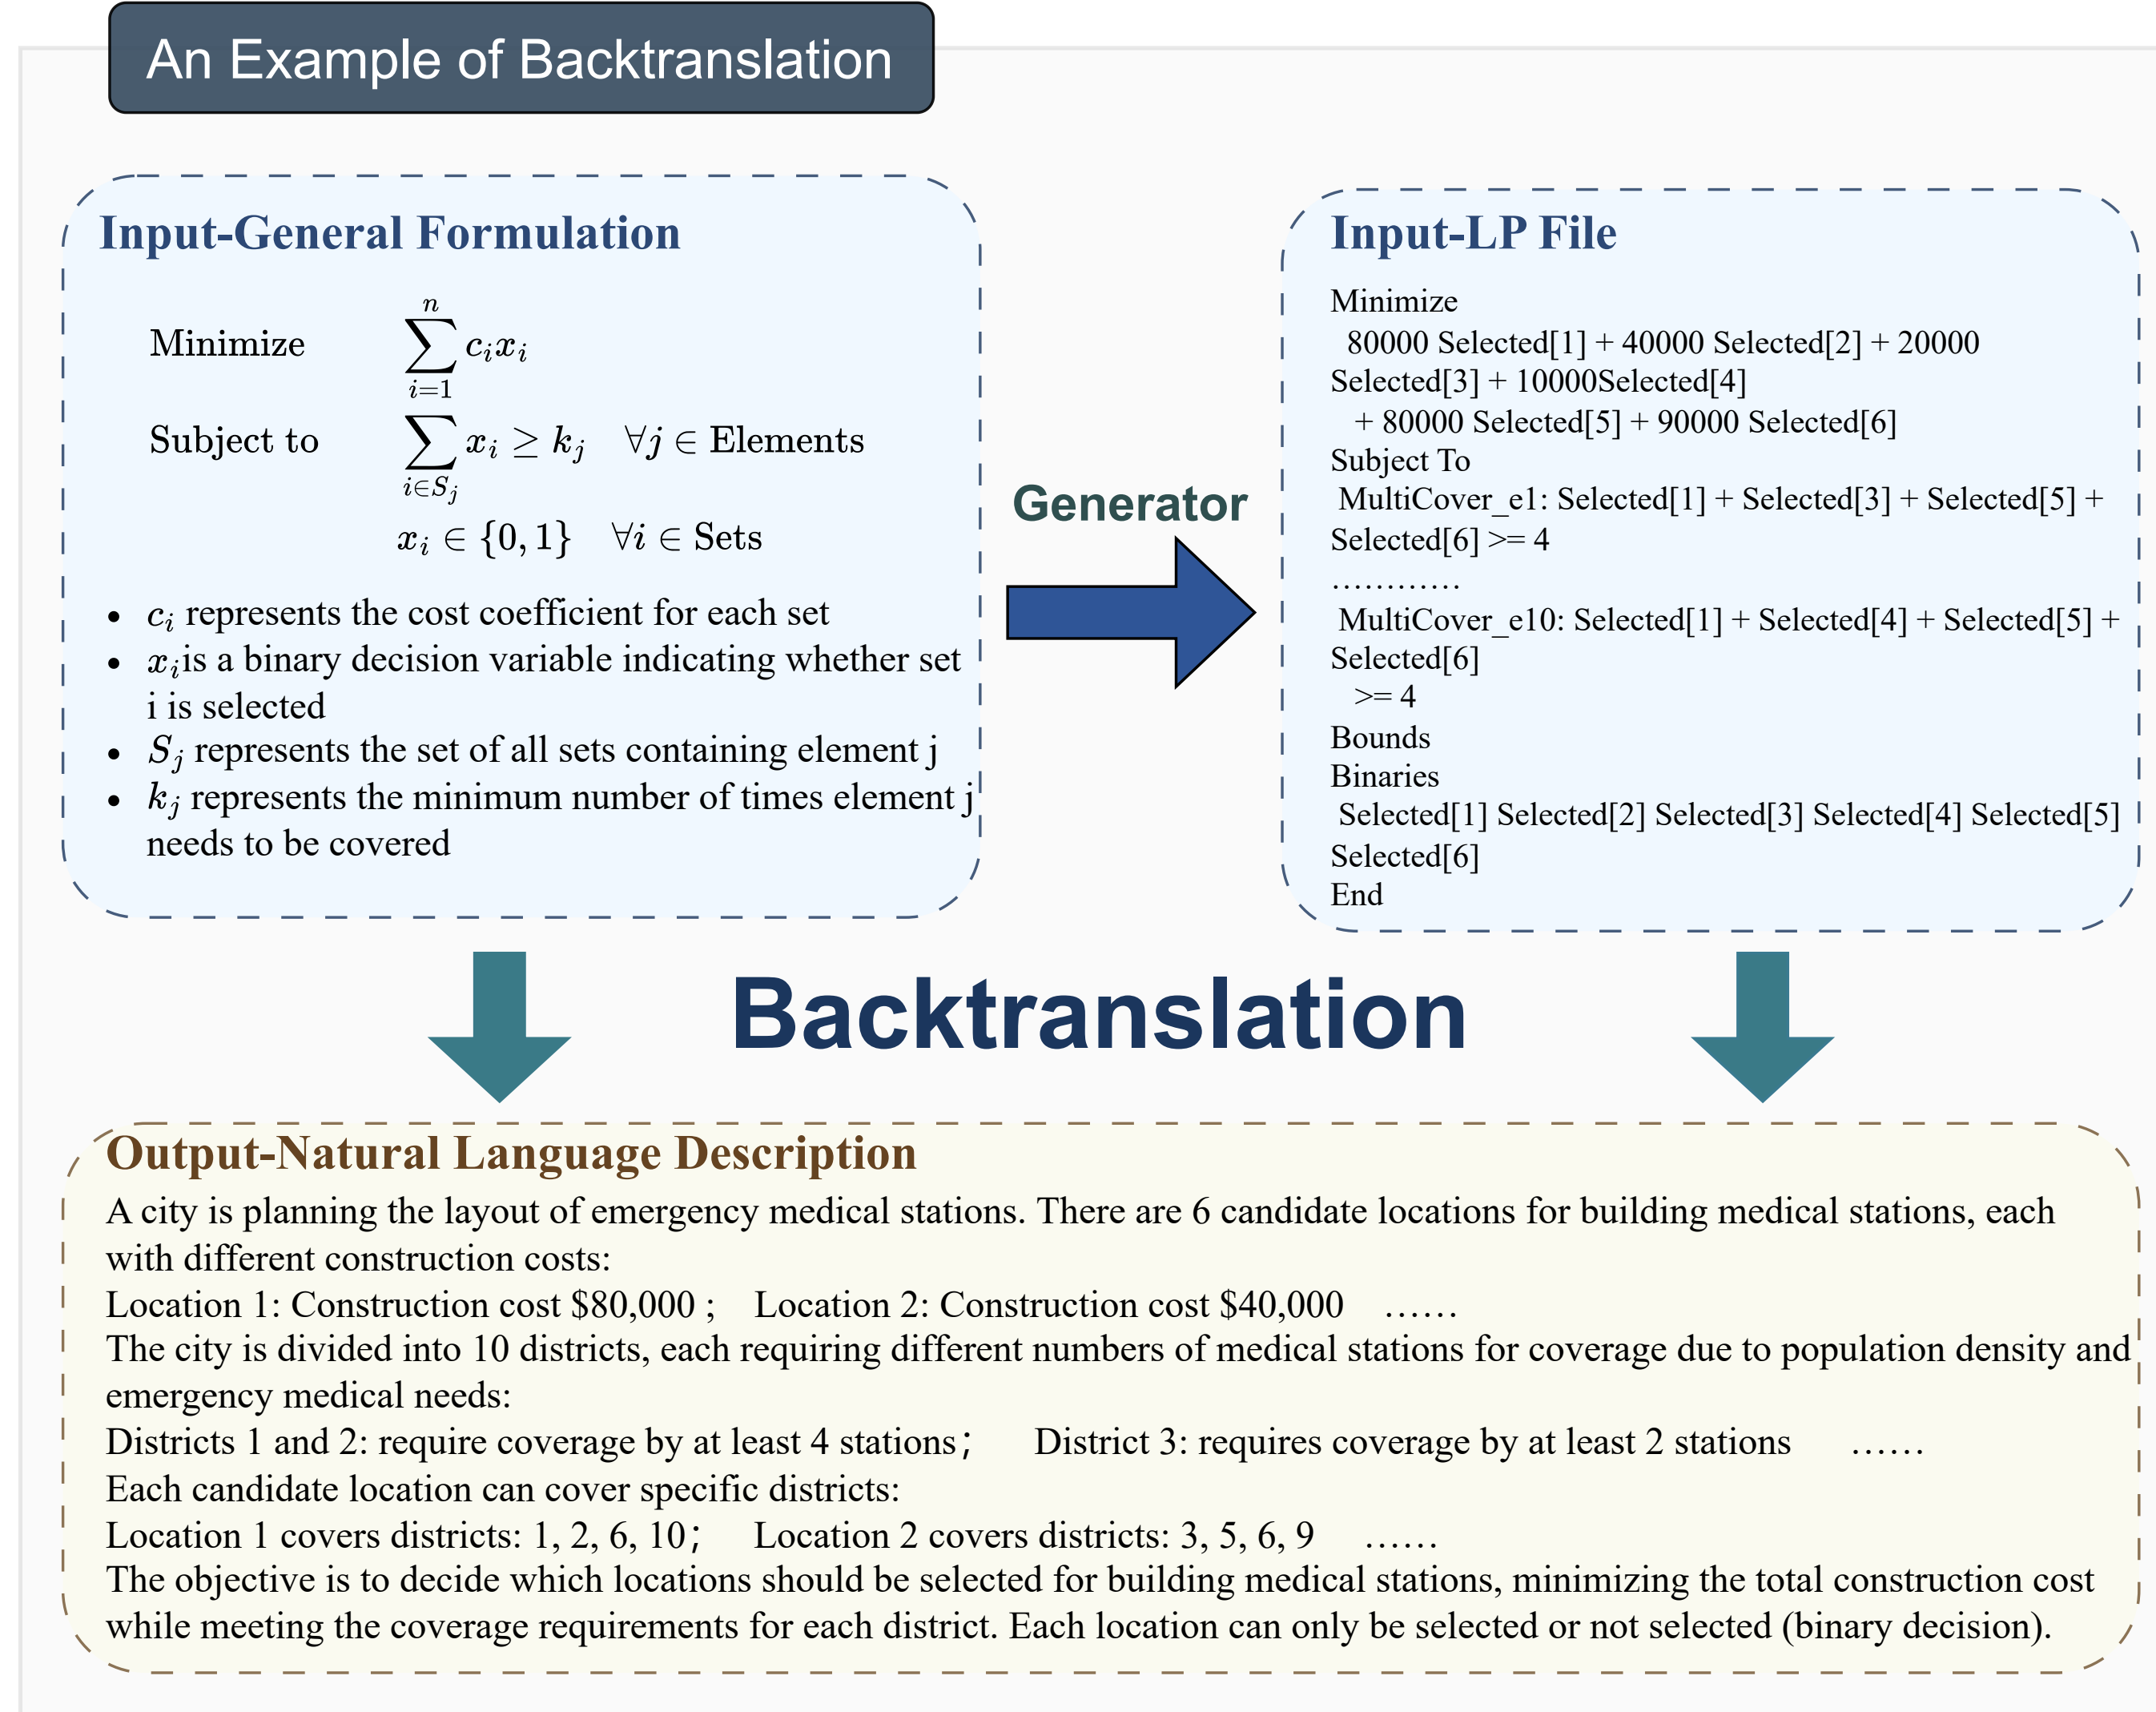 An Example of Backtranslation
Input-General Formulation
Minimize ∑_{i=1}^{n} c_i x_i
Subject to ∑_{i∈S_j} x_i ≥ k_j ∀j ∈ Elements
x_i ∈ {0, 1} ∀i ∈ Sets
• c_i represents the cost coefficient for each set
• x_i is a binary decision variable indicating whether set
i is selected
• S_j represents the set of all sets containing element j
• k_j represents the minimum number of times element j
needs to be covered
Generator
Input-LP File
Minimize
80000 Selected[1] + 40000 Selected[2] + 20000
Selected[3] + 10000Selected[4]
+ 80000 Selected[5] + 90000 Selected[6]
Subject To
MultiCover_e1: Selected[1] + Selected[3] + Selected[5] +
Selected[6] >= 4
…………
MultiCover_e10: Selected[1] + Selected[4] + Selected[5] +
Selected[6]
>= 4
Bounds
Binaries
Selected[1] Selected[2] Selected[3] Selected[4] Selected[5]
Selected[6]
End
Backtranslation
Output-Natural Language Description
A city is planning the layout of emergency medical stations. There are 6 candidate locations for building medical stations, each
with different construction costs:
Location 1: Construction cost $80,000 ; Location 2: Construction cost $40,000 ……
The city is divided into 10 districts, each requiring different numbers of medical stations for coverage due to population density and
emergency medical needs:
Districts 1 and 2: require coverage by at least 4 stations; District 3: requires coverage by at least 2 stations ……
Each candidate location can cover specific districts:
Location 1 covers districts: 1, 2, 6, 10; Location 2 covers districts: 3, 5, 6, 9 ……
The objective is to decide which locations should be selected for building medical stations, minimizing the total construction cost
while meeting the coverage requirements for each district. Each location can only be selected or not selected (binary decision).